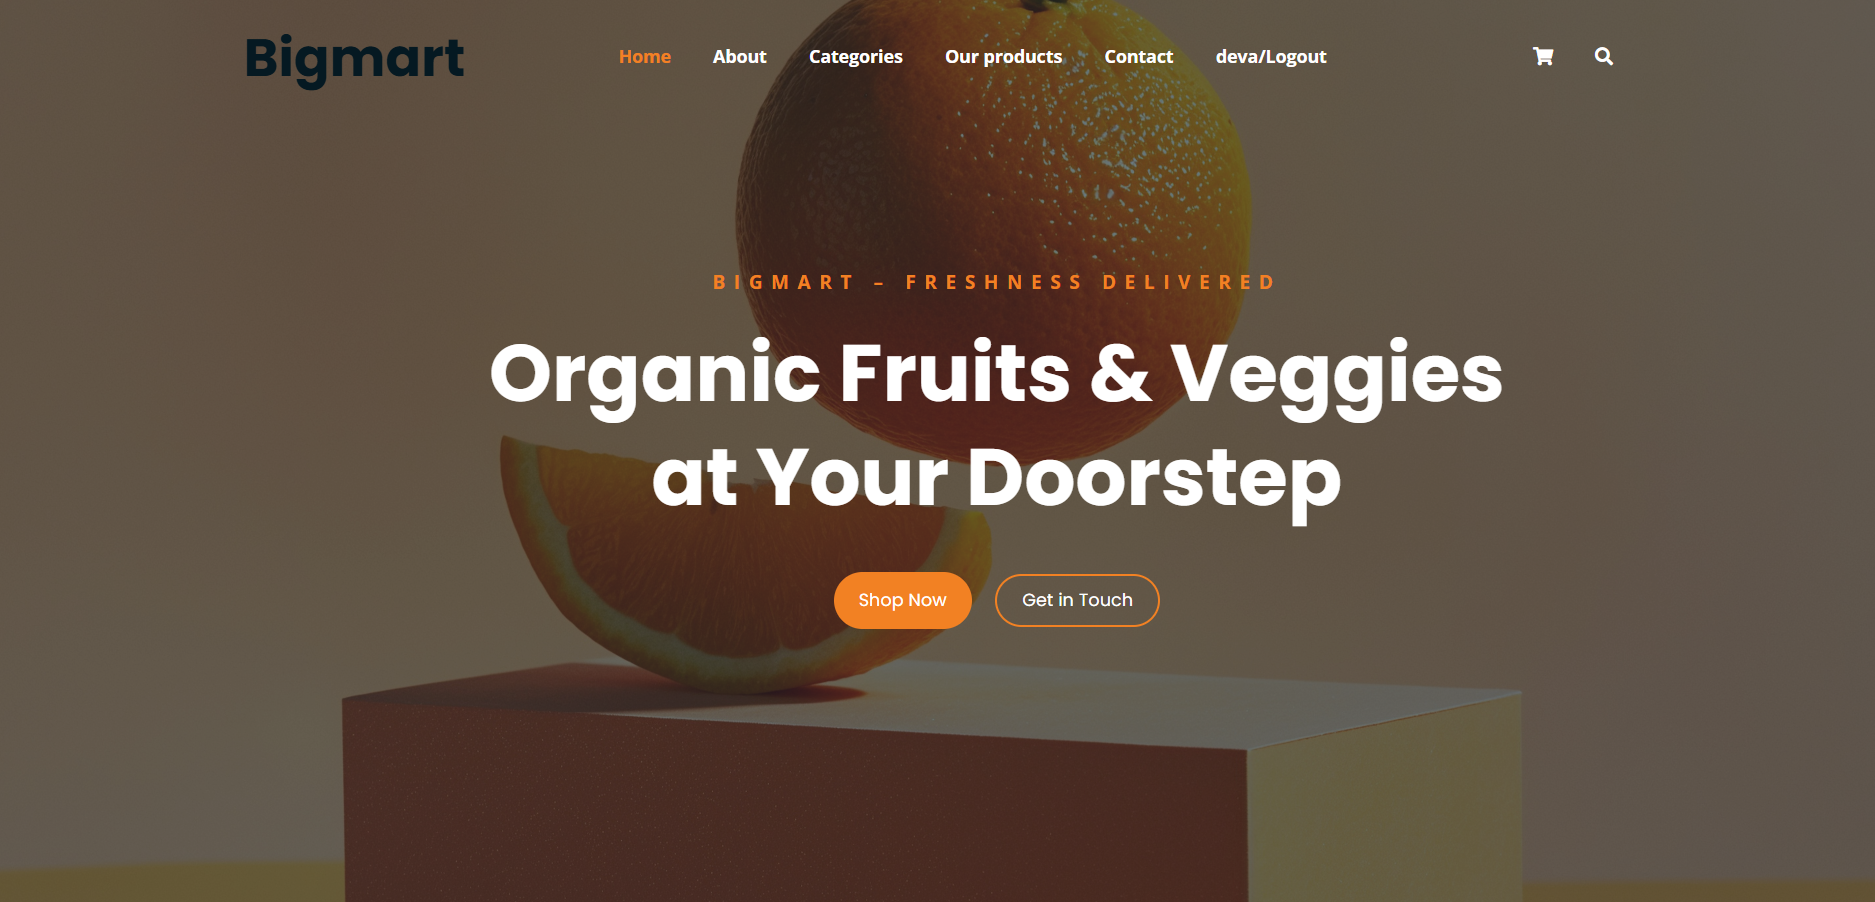 Bigmart
Home About Categories Our products Contact deva/Logout
BIGMART – FRESHNESS DELIVERED
Organic Fruits & Veggies
at Your Doorstep
Shop Now Get in Touch